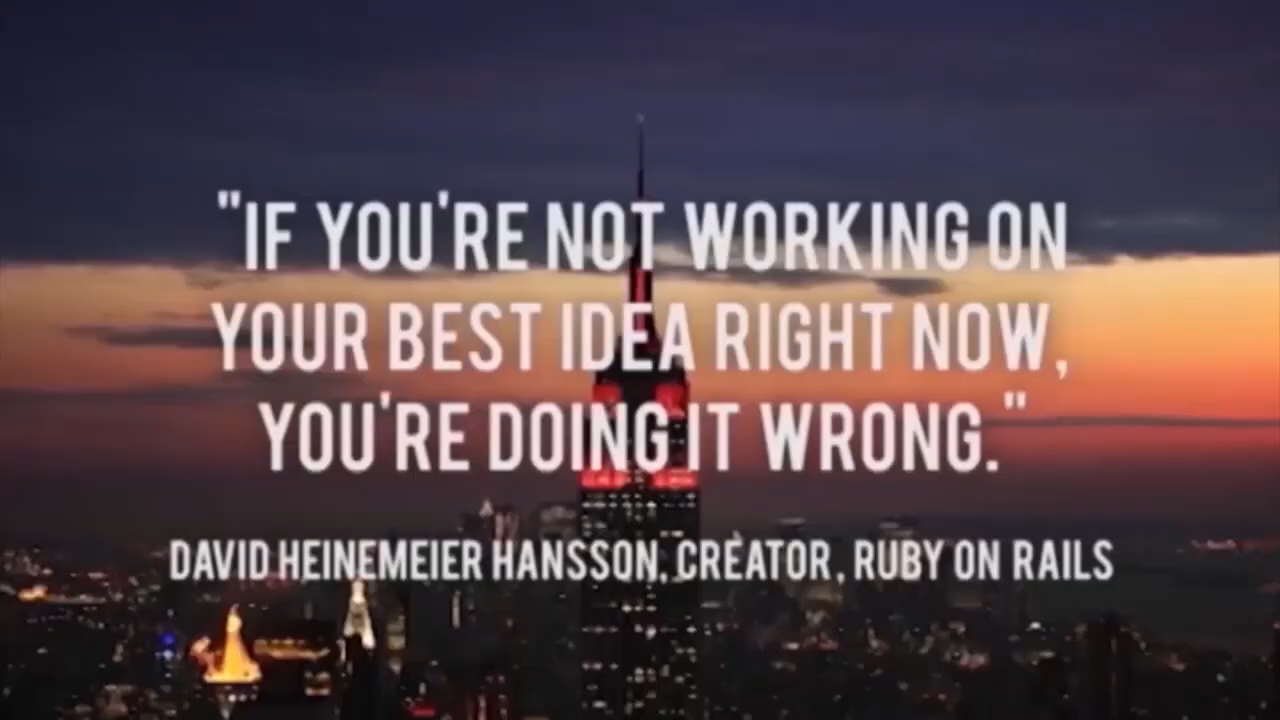 "IF YOU'RE NOT WORKING ON
YOUR BEST IDEA RIGHT NOW,
YOU'RE DOING IT WRONG."
DAVID HEINEMEIER HANSSON, CREATOR, RUBY ON RAILS